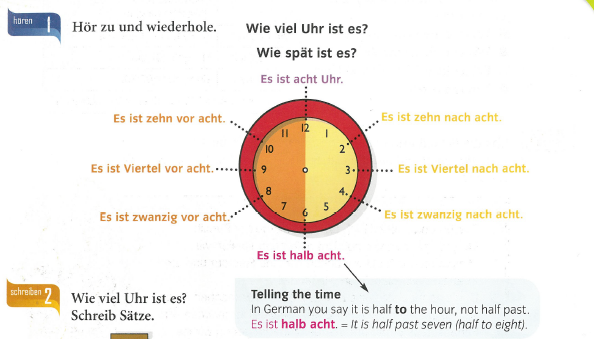 hören 1
Hör zu und wiederhole.
Wie viel Uhr ist es?
Wie spät ist es?
Es ist acht Uhr.
Es ist zehn vor acht.
Es ist zehn nach acht.
Es ist Viertel vor acht.
Es ist Viertel nach acht.
Es ist zwanzig vor acht.
Es ist zwanzig nach acht.
12
11 1
10 2
9 3
8 4
7 5
6
Es ist halb acht.
schreiben 2
Wie viel Uhr ist es?
Schreib Sätze.
Telling the time
In German you say it is half to the hour, not half past.
Es ist halb acht. = It is half past seven (half to eight).